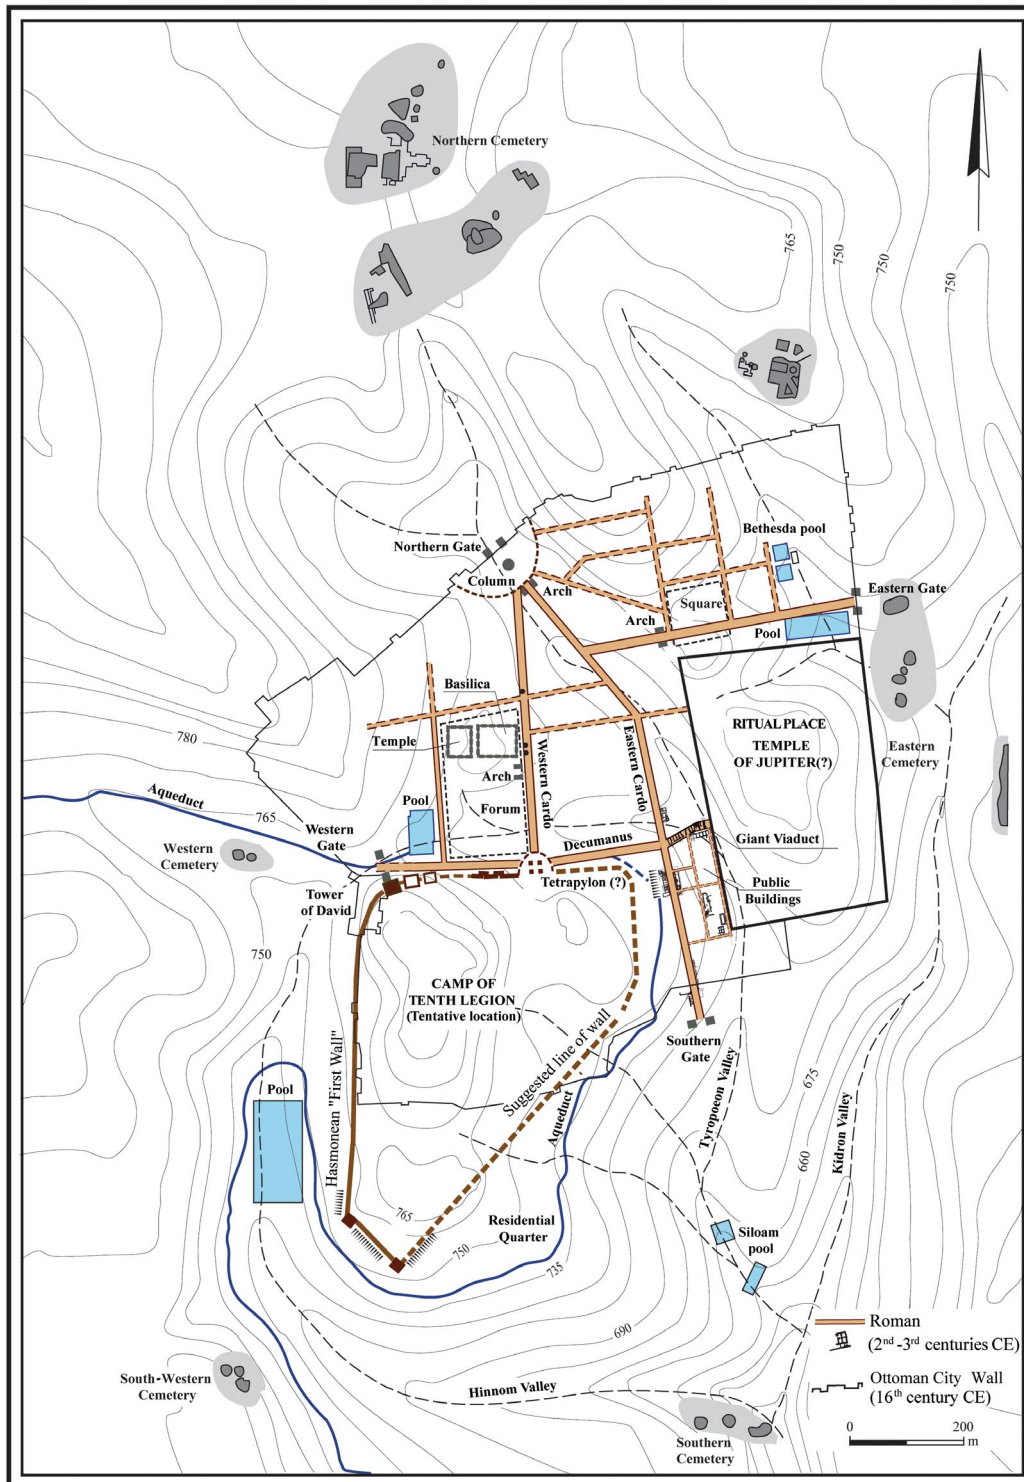 Northern Cemetery
765
750
750
750
Bethesda pool
Northern Gate
Column
Arch
Eastern Gate
Square
Arch
Pool
Basilica
RITUAL PLACE
TEMPLE
OF JUPITER(?)
Temple
780
Western Cardo
Eastern Cardo
Eastern
Cemetery
Arch
Aqueduct
Pool
Forum
765
Western
Gate
Decumanus
Giant Viaduct
Western
Cemetery
Tetrapylon (?)
Public
Buildings
Tower
of David
750
CAMP OF
TENTH LEGION
(Tentative location)
Suggested line of wall
Southern
Gate
Hasmonean "First Wall"
Pool
Aqueduct
Tyropoeon Valley
675
Kidron Valley
660
765
750
Residential
Quarter
735
Siloam
pool
690
Roman
(2nd -3rd centuries CE)
South-Western
Cemetery
Hinnom Valley
Ottoman City Wall
(16th century CE)
0 200
m
Southern
Cemetery